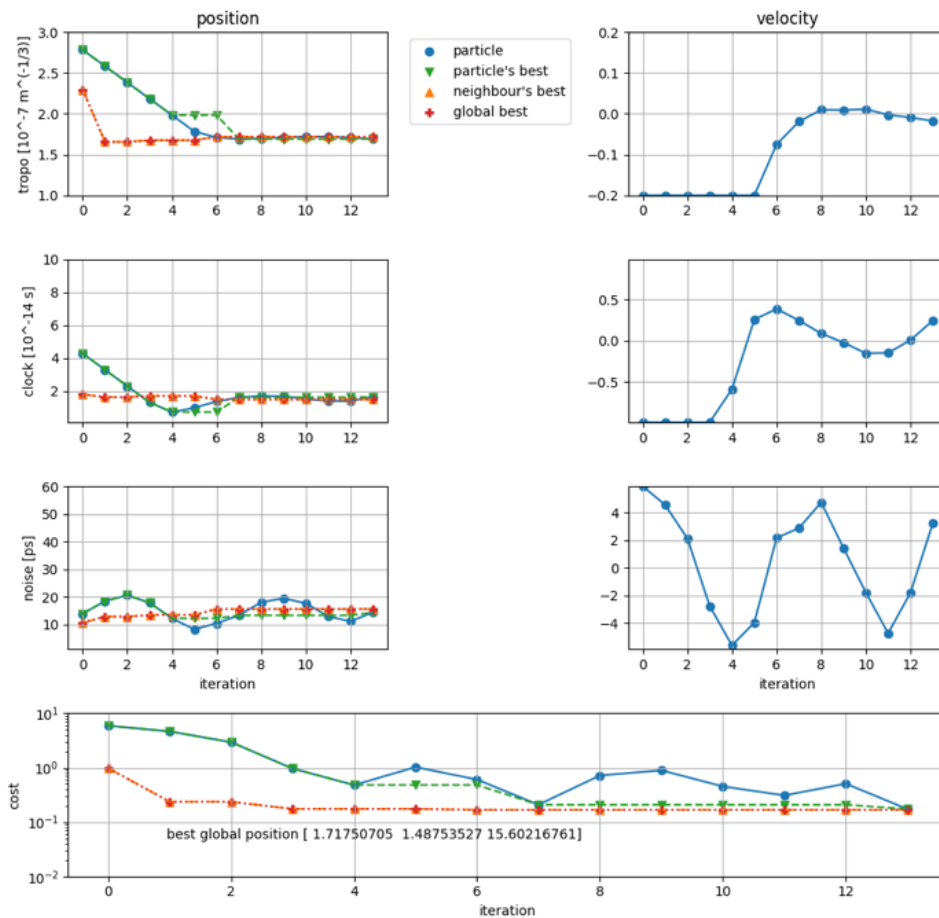 position
velocity
tropo [10^-7 m^(-1/3)]
3.0
2.5
2.0
1.5
1.0
0 2 4 6 8 10 12
particle
particle's best
neighbour's best
global best
0.2
0.1
0.0
−0.1
−0.2
0 2 4 6 8 10 12
clock [10^-14 s]
10
8
6
4
2
0 2 4 6 8 10 12
0.5
0.0
−0.5
0 2 4 6 8 10 12
noise [ps]
60
50
40
30
20
10
0 2 4 6 8 10 12
iteration
4
2
0
−2
−4
0 2 4 6 8 10 12
iteration
cost
10^1
10^0
10^−1
10^−2
best global position [ 1.71750705 1.48753527 15.60216761]
0 2 4 6 8 10 12
iteration